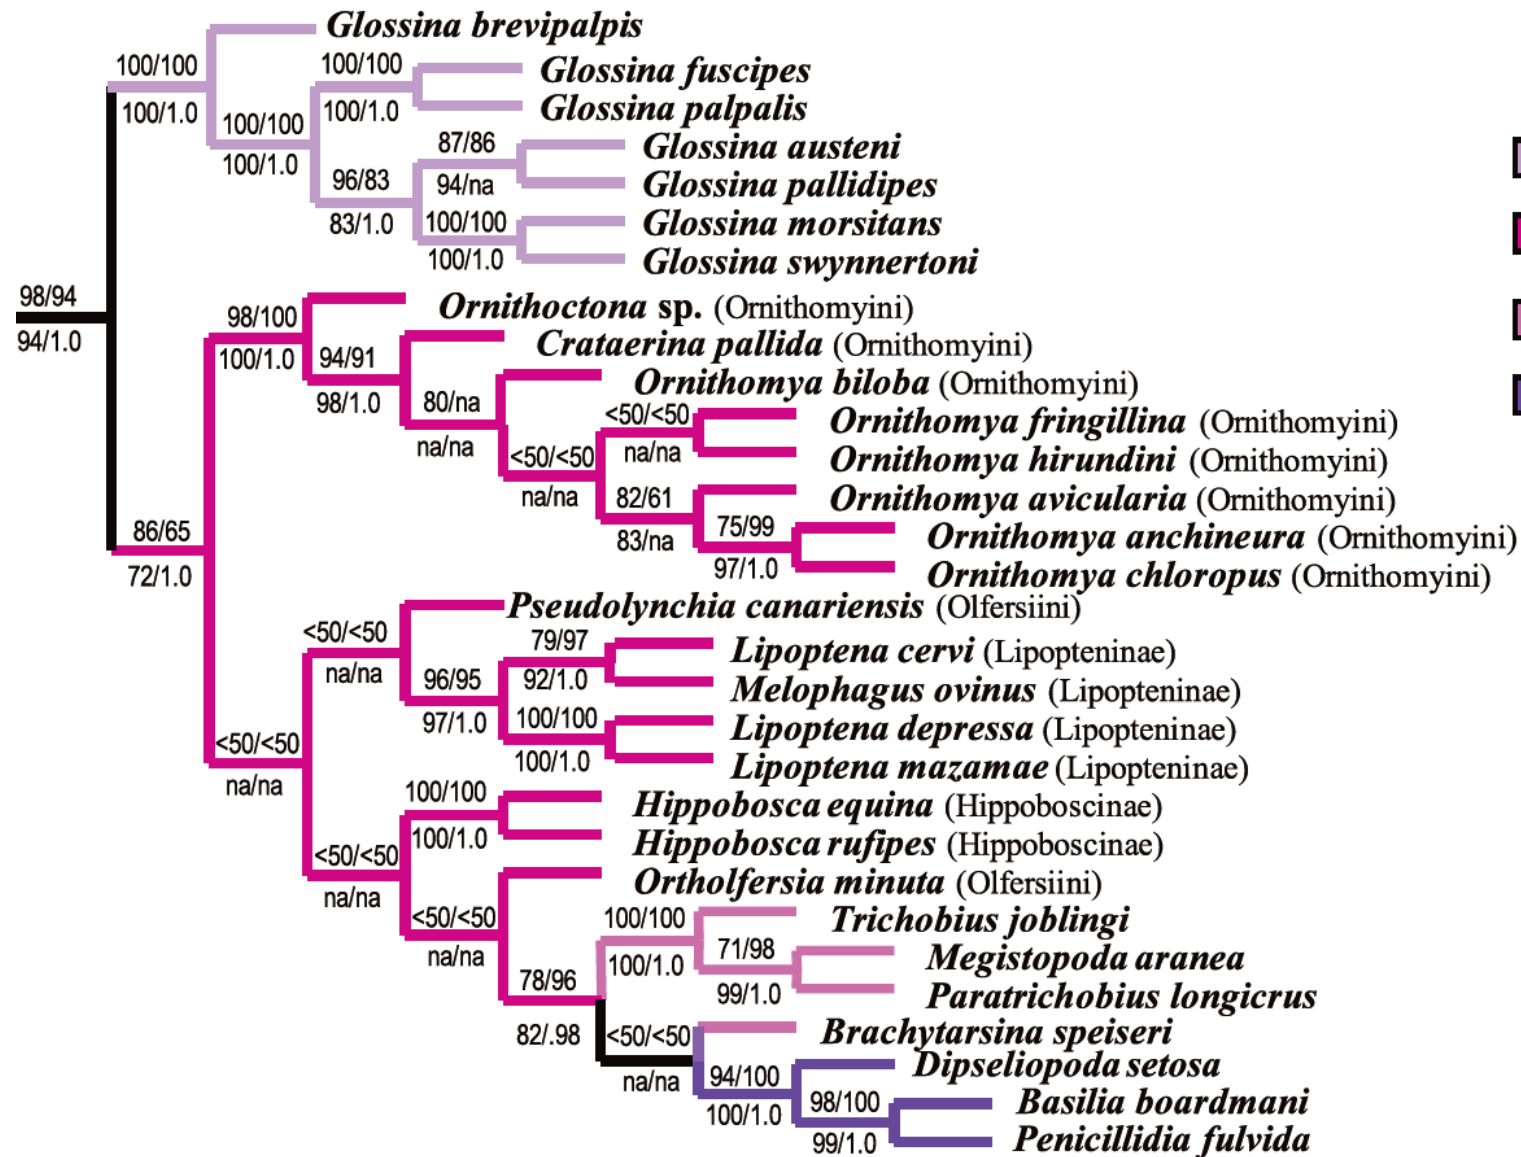 Glossina brevipalpis
100/100
100/1.0
100/100
100/1.0
Glossina fuscipes
Glossina palpalis
100/100
100/1.0
87/86
94/na
Glossina austeni
Glossina pallidipes
96/83
83/1.0
100/100
100/1.0
Glossina morsitans
Glossina swynnertoni
98/94
94/1.0
98/100
100/1.0
Ornithoctona sp. (Ornithomyini)
94/91
98/1.0
Crataerina pallida (Ornithomyini)
80/na
na/na
Ornithomya biloba (Ornithomyini)
<50/<50
na/na
Ornithomya fringillina (Ornithomyini)
Ornithomya hirundini (Ornithomyini)
<50/<50
na/na
82/61
83/na
Ornithomya avicularia (Ornithomyini)
75/99
97/1.0
Ornithomya anchineura (Ornithomyini)
Ornithomya chloropus (Ornithomyini)
86/65
72/1.0
Pseudolynchia canariensis (Olfersiini)
<50/<50
na/na
79/97
92/1.0
Lipoptena cervi (Lipopteninae)
Melophagus ovinus (Lipopteninae)
96/95
97/1.0
100/100
100/1.0
Lipoptena depressa (Lipopteninae)
Lipoptena mazamae (Lipopteninae)
<50/<50
na/na
100/100
100/1.0
Hippobosca equina (Hippoboscinae)
Hippobosca rufipes (Hippoboscinae)
<50/<50
na/na
Ortholfersia minuta (Olfersiini)
<50/<50
na/na
100/100
100/1.0
Trichobius joblingi
71/98
99/1.0
Megistopoda aranea
Paratrichobius longicrus
78/96
82/.98
<50/<50
na/na
Brachytarsina speiseri
94/100
100/1.0
Dipseliopoda setosa
98/100
99/1.0
Basilia boardmani
Penicillidia fulvida